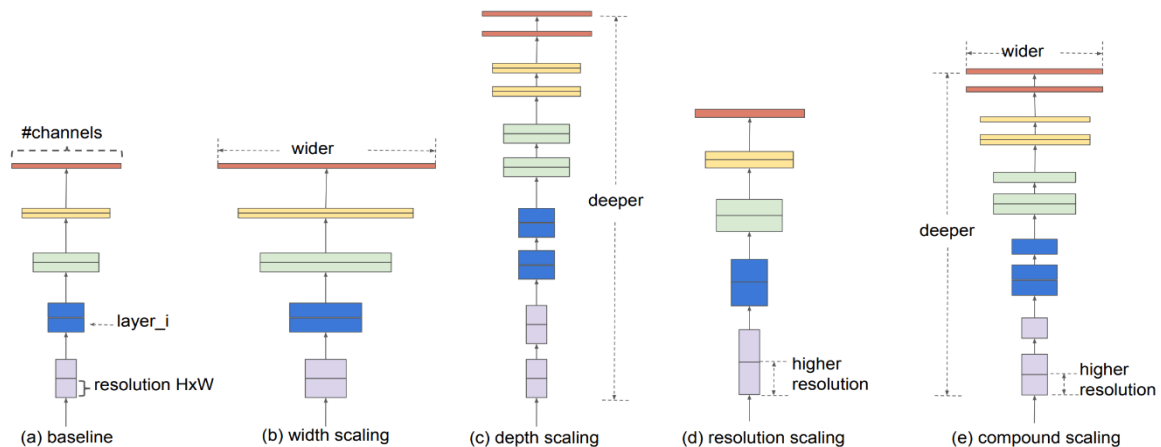 #channels
layer_i
resolution HxW
(a) baseline
wider
(b) width scaling
deeper
(c) depth scaling
higher
resolution
(d) resolution scaling
wider
deeper
higher
resolution
(e) compound scaling